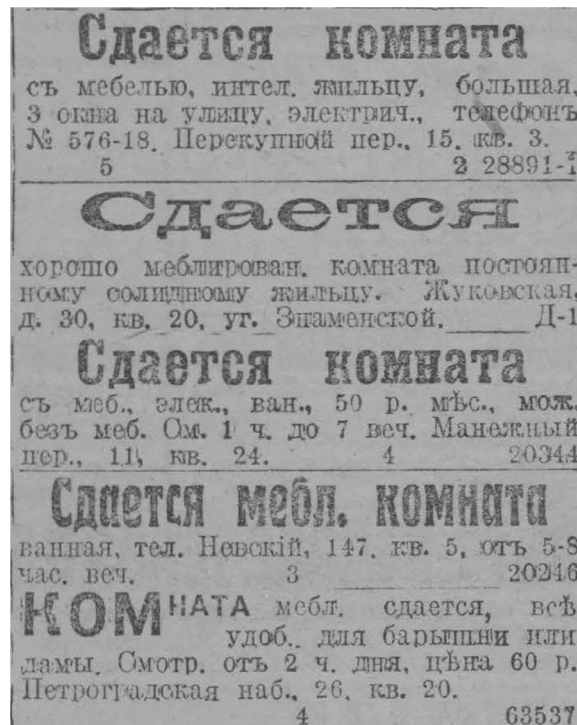 Сдается комната
съ мебелью, интел. жильцу, большая,
3 окна на улицу, электрич., телефонъ
№ 576-18. Перекупной пер., 15. кв. 3.
5 2 28891-1
Сдается
хорошо меблирован. комната постоян-
ному солидному жильцу. Жуковская,
д. 30, кв. 20, уг. Знаменской. Д-1
Сдается комната
съ меб., элек., ван., 50 р. мѣс., мож.
безъ меб. См. 1 ч. до 7 веч. Манежный
пер., 11, кв. 24. 4 20344
Сдается мебл. комната
ванная, тел. Невскій, 147, кв. 5, отъ 5-8
час. веч. 3 20246
КОМНАТА мебл. сдается, всѣ
удоб., для барышни или
дамы. Смотр. отъ 2 ч. дня, цѣна 60 р.
Петроградская наб., 26, кв. 20.
4 63537